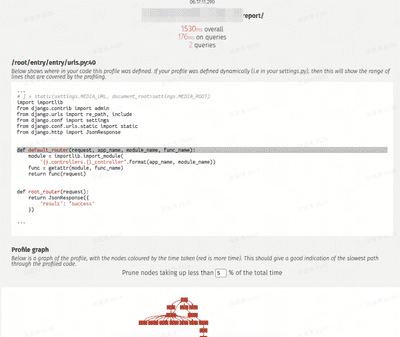 06:17:11.290
report/
1530ms overall
176ms on queries
2 queries
/root/entry/entry/urls.py:40
Below shows where in your code this profile was defined. If your profile was defined dynamically (i.e in your settings.py), then this will show the range of
lines that are covered by the profiling.
...
# ] + static(settings.MEDIA_URL, document_root=settings.MEDIA_ROOT)
import importlib
from django.contrib import admin
from django.urls import re_path, include
from django.conf import settings
from django.conf.urls.static import static
from django.http import JsonResponse
def default_router(request, app_name, module_name, func_name):
    module = importlib.import_module(
        '{}.controllers.{}_controller'.format(app_name, module_name))
    func = getattr(module, func_name)
    return func(request)
def root_router(request):
    return JsonResponse({
        'result': 'success'
    })
...
Profile graph
Below is a graph of the profile, with the nodes coloured by the time taken (red is more time). This should give a good indication of the slowest path
through the profiled code.
Prune nodes taking up less than 5 % of the total time